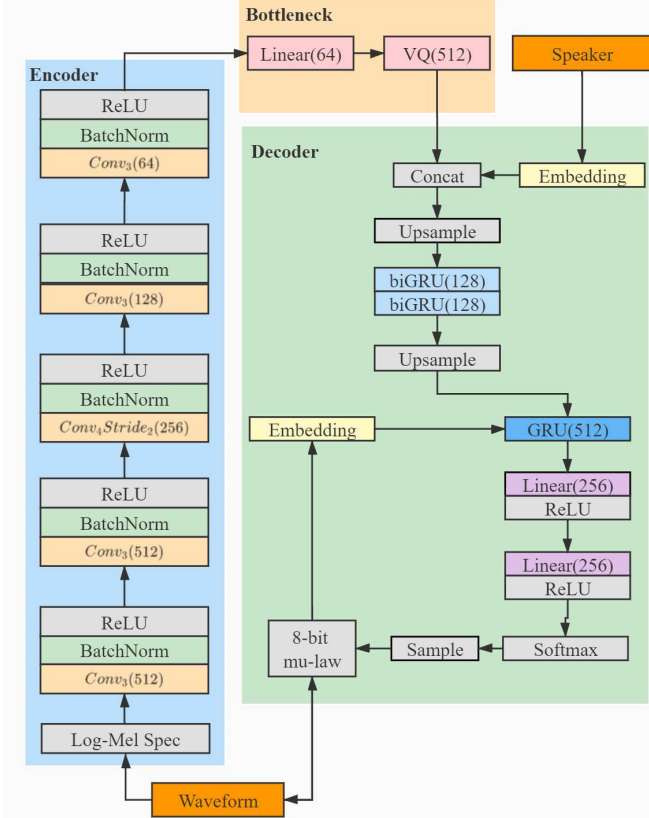 Bottleneck
Linear(64)
VQ(512)
Speaker
Encoder
ReLU
BatchNorm
Conv₃(64)
ReLU
BatchNorm
Conv₃(128)
ReLU
BatchNorm
Conv₄Stride₂(256)
ReLU
BatchNorm
Conv₃(512)
ReLU
BatchNorm
Conv₃(512)
Log-Mel Spec
Waveform
Decoder
Concat
Embedding
Upsample
biGRU(128)
biGRU(128)
Upsample
Embedding
GRU(512)
Linear(256)
ReLU
Linear(256)
ReLU
Softmax
Sample
8-bit
mu-law